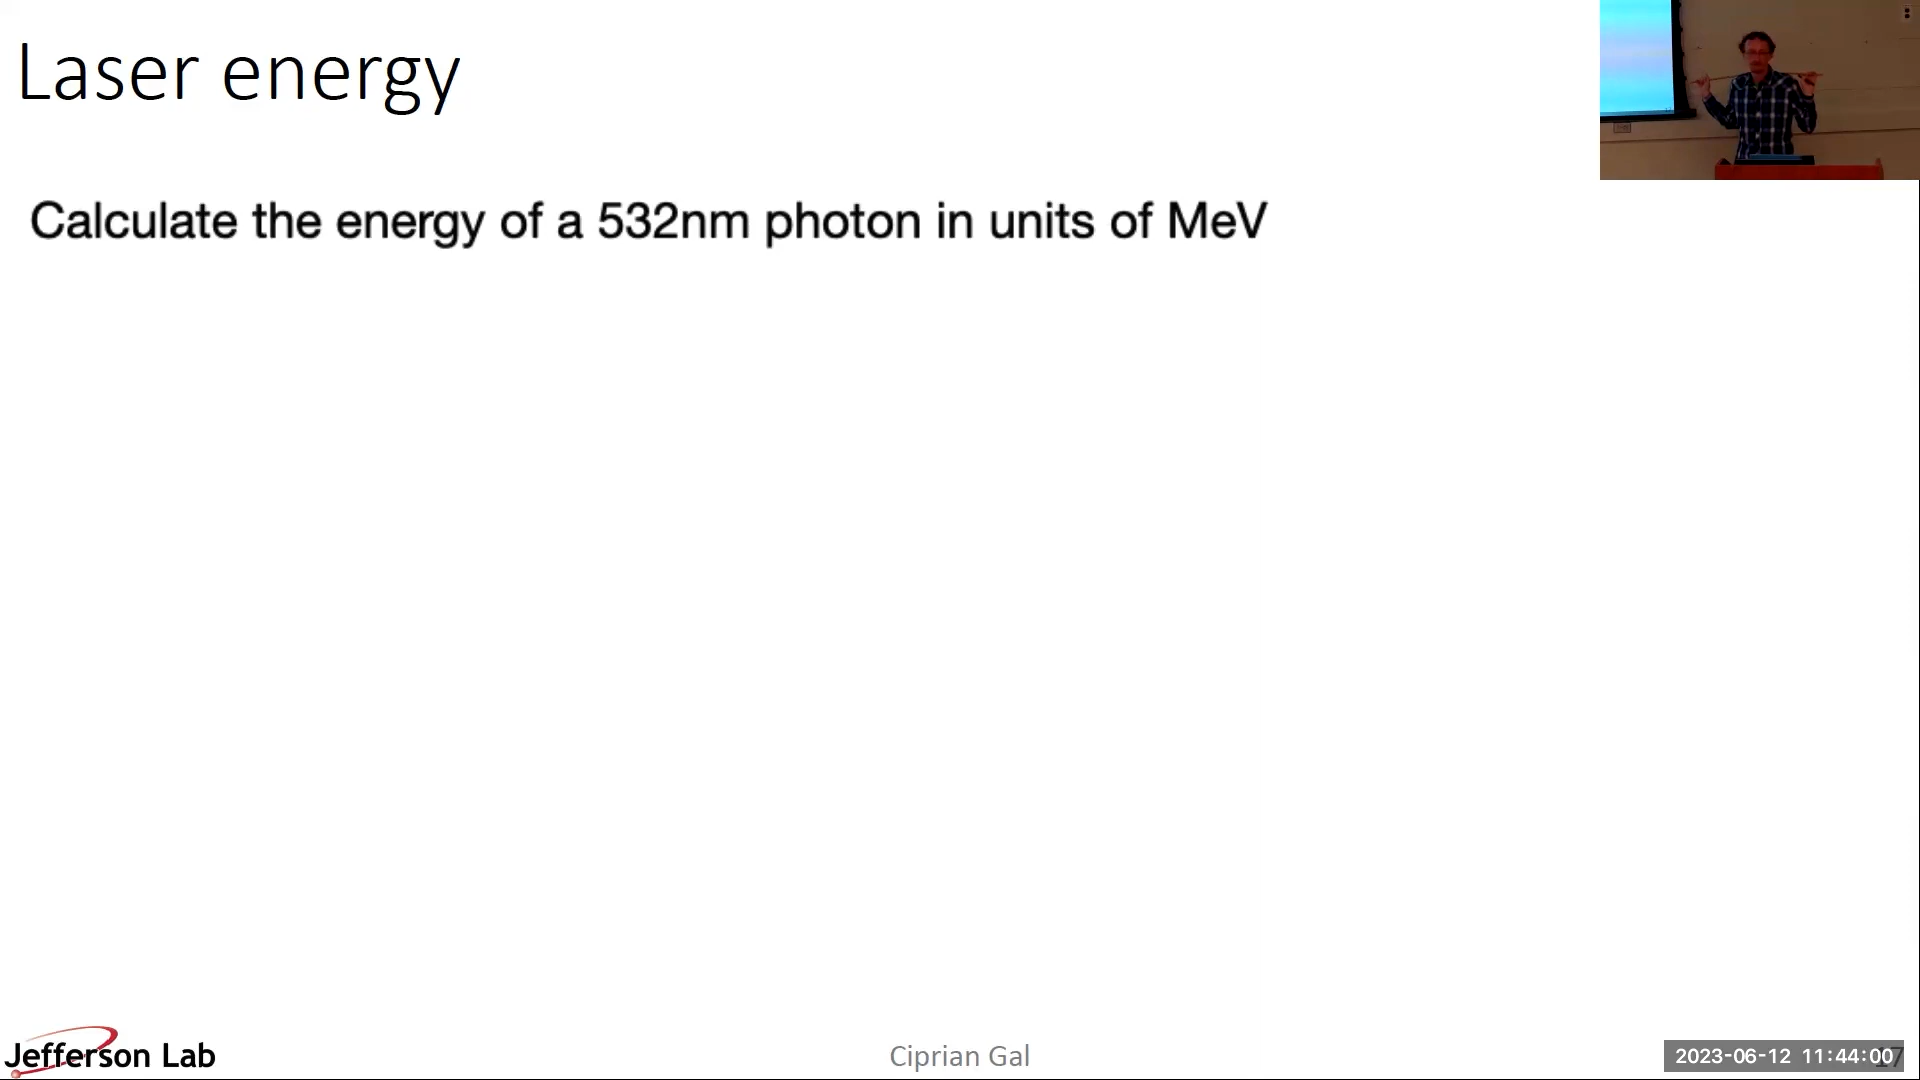 Laser energy
Calculate the energy of a 532nm photon in units of MeV
Jefferson Lab
Ciprian Gal
2023-06-12 11:44:00
17